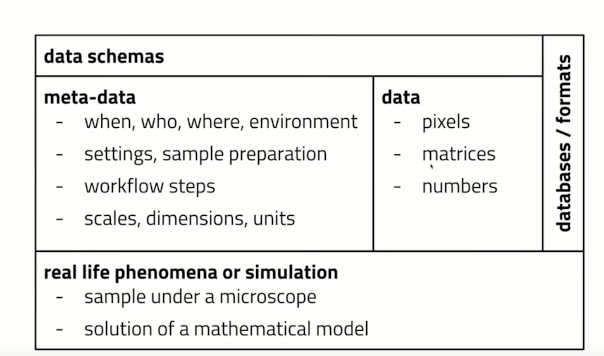 data schemas
meta-data
- when, who, where, environment
- settings, sample preparation
- workflow steps
- scales, dimensions, units
data
- pixels
- matrices
- numbers
databases / formats
real life phenomena or simulation
- sample under a microscope
- solution of a mathematical model